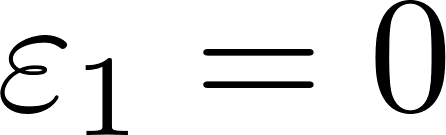 ε₁ = 0